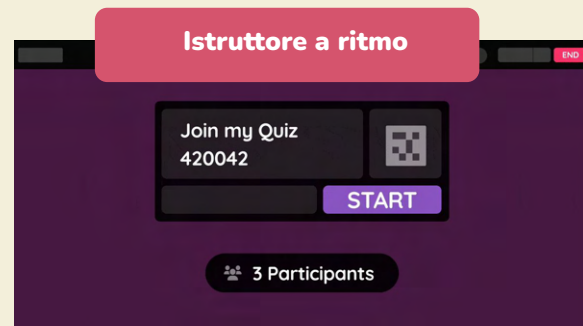 Istruttore a ritmo
END
Join my Quiz
420042
START
3 Participants